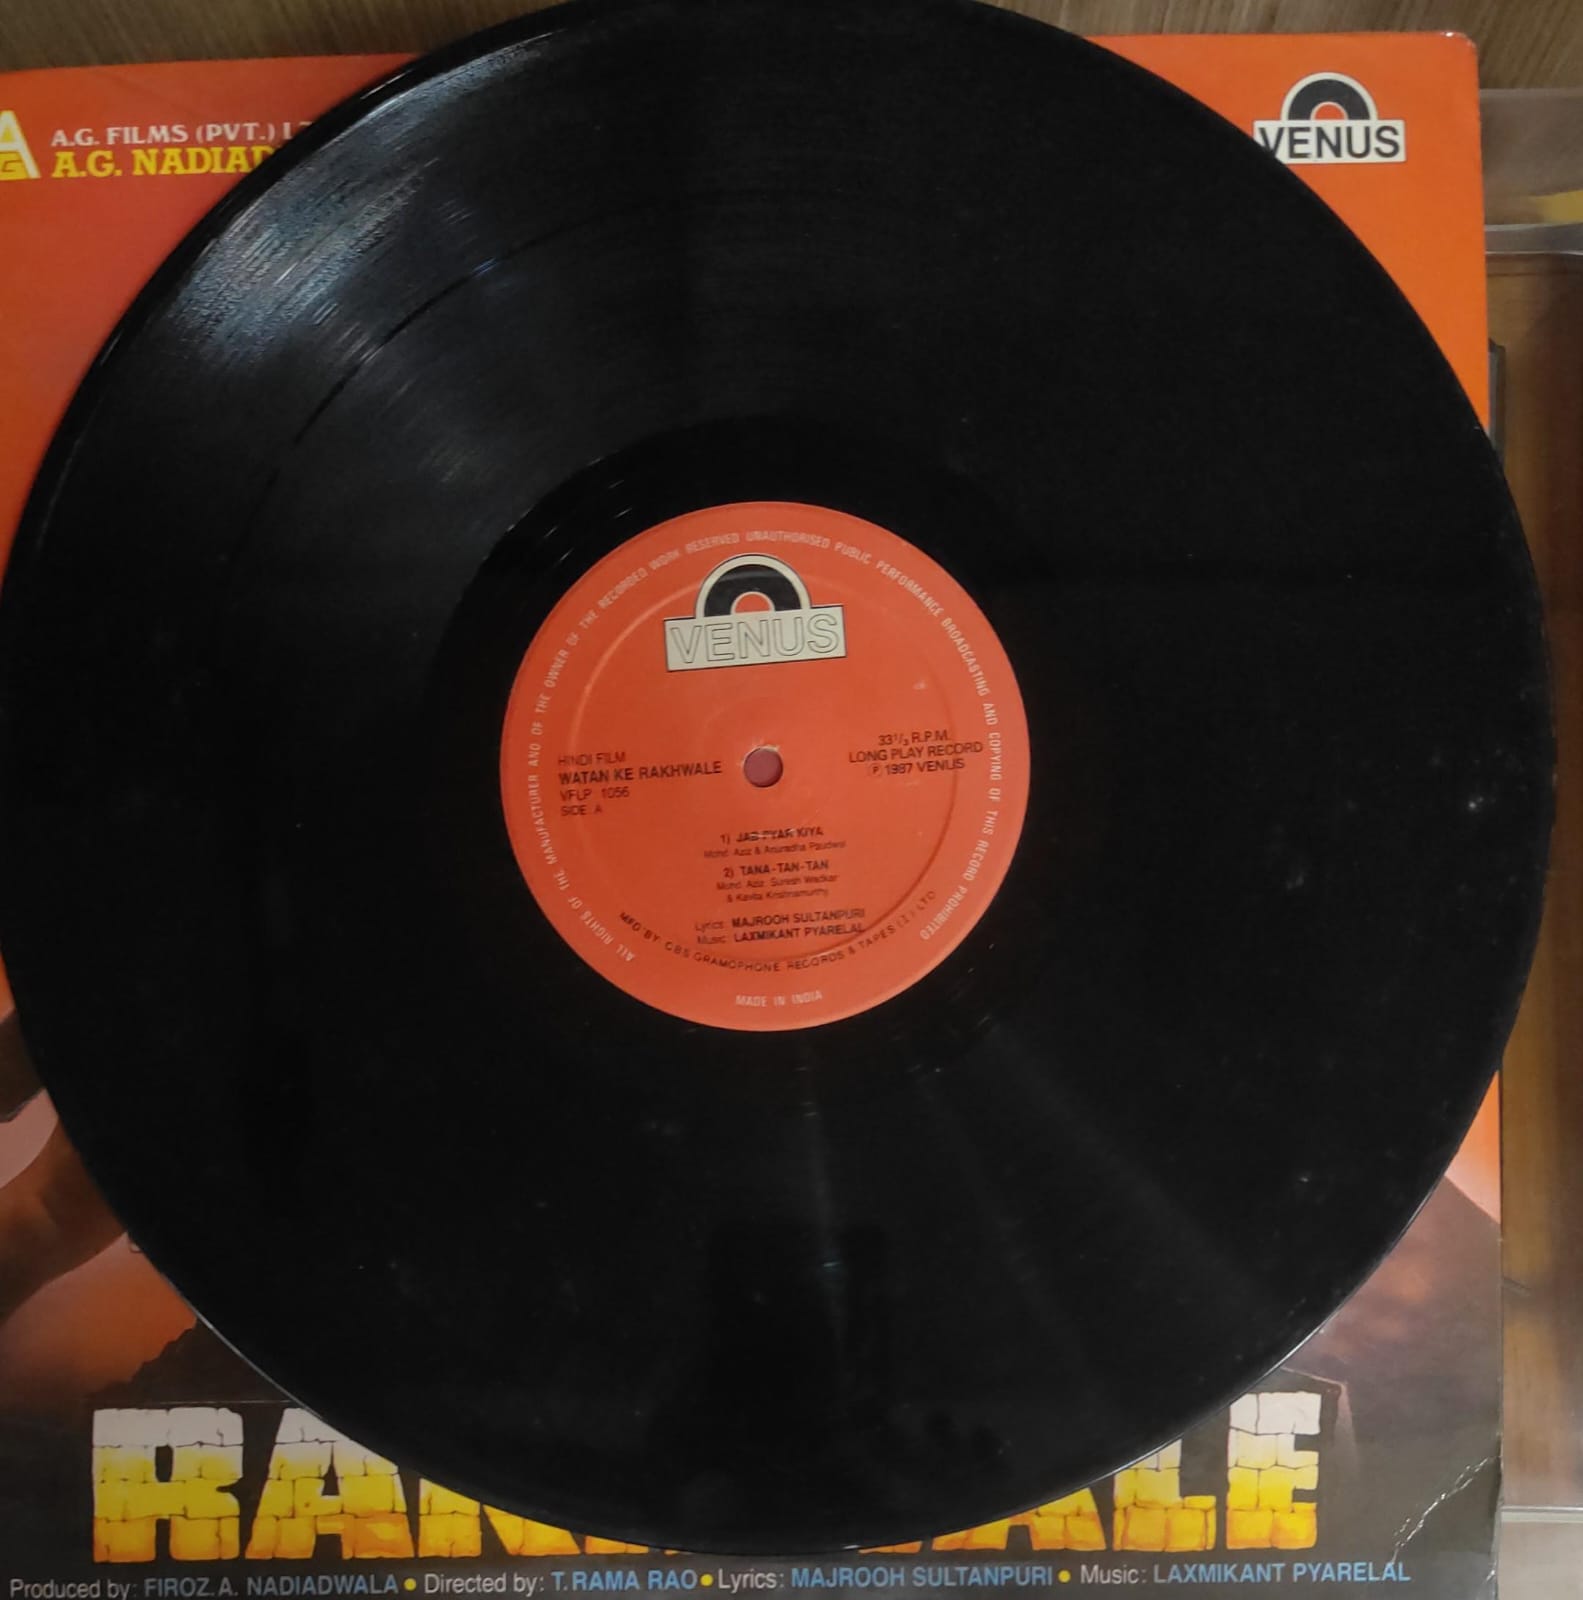 A.G. FILMS (PVT.)
A.G. NADIAD
VENUS
ALL RIGHTS OF THE MANUFACTURER AND OF THE OWNER OF THE RECORDED WORK RESERVED UNAUTHORISED PUBLIC PERFORMANCE BROADCASTING AND COPYING OF THIS RECORD PROHIBITED
VENUS
HINDI FILM
WATAN KE RAKHWALE
VFLP 1056
SIDE: A
33 1/3 R.P.M.
LONG PLAY RECORD
℗ 1987 VENUS
1) JAB PYAR KIYA
Mohd. Aziz & Anuradha Paudwal
2) TANA-TAN-TAN
Mohd. Aziz, Suresh Wadkar
& Kavita Krishnamurthy
Lyrics: MAJROOH SULTANPURI
Music: LAXMIKANT PYARELAL
MFD BY: CBS GRAMOPHONE RECORDS & TAPES (I) LTD
MADE IN INDIA
Produced by: FIROZ.A. NADIADWALA • Directed by: T.RAMA RAO • Lyrics: MAJROOH SULTANPURI • Music: LAXMIKANT PYARELAL